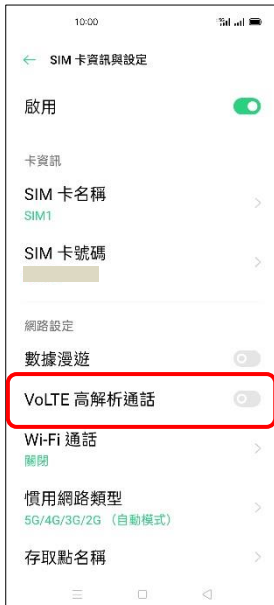 10:00
← SIM 卡資訊與設定
啟用
卡資訊
SIM 卡名稱
SIM1
SIM 卡號碼
網路設定
數據漫遊
VoLTE 高解析通話
Wi-Fi 通話
關閉
慣用網路類型
5G/4G/3G/2G （自動模式）
存取點名稱